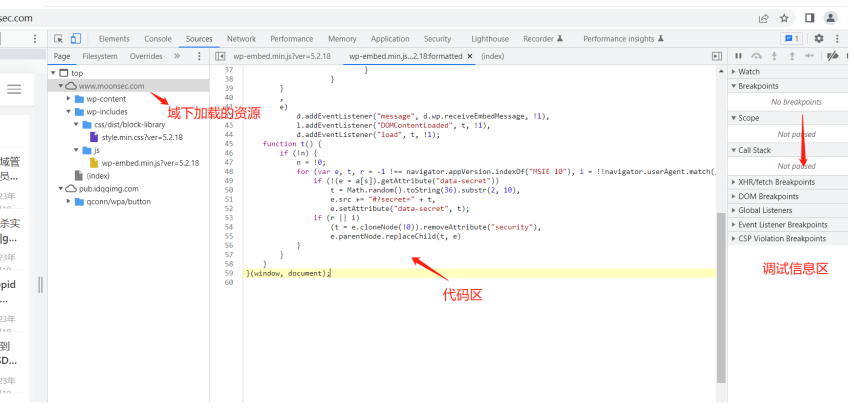 sec.com
Elements Console Sources Network Performance Memory Application Security Lighthouse Recorder Performance insights 1
Page Filesystem Overrides » wp-embed.min.js?ver=5.2.18 wp-embed.min.js...2.18:formatted × (index)
top
www.moonsec.com
wp-content
wp-includes
css/dist/block-library
style.min.css?ver=5.2.18
js
wp-embed.min.js?ver=5.2.18
(index)
pub.idqqimg.com
qconn/wpa/button
域下加载的资源
37 }
38 }
39 }
40 ,
41 e)
42 d.addEventListener("message", d.wp.receiveEmbedMessage, !1),
43 l.addEventListener("DOMContentLoaded", t, !1),
44 d.addEventListener("load", t, !1);
45 function t() {
46 if (!n) {
47 n = !0;
48 for (var e, t, r = -1 !== navigator.appVersion.indexOf("MSIE 10"), i = !!navigator.userAgent.match(
49 if (!(e = a[s]).getAttribute("data-secret"))
50 t = Math.random().toString(36).substr(2, 10),
51 e.src += "#?secret=" + t,
52 e.setAttribute("data-secret", t);
53 if (r || i)
54 (t = e.cloneNode(!0)).removeAttribute("security"),
55 e.parentNode.replaceChild(t, e)
56 }
57 }
58 }
59 }(window, document);
60
代码区
Watch
Breakpoints
No breakpoints
Scope
Not paused
Call Stack
Not paused
XHR/fetch Breakpoints
DOM Breakpoints
Global Listeners
Event Listener Breakpoints
CSP Violation Breakpoints
调试信息区
域管
员...
23年
杀实
|g...
23年
pid
...
23年
到
SD...
23年